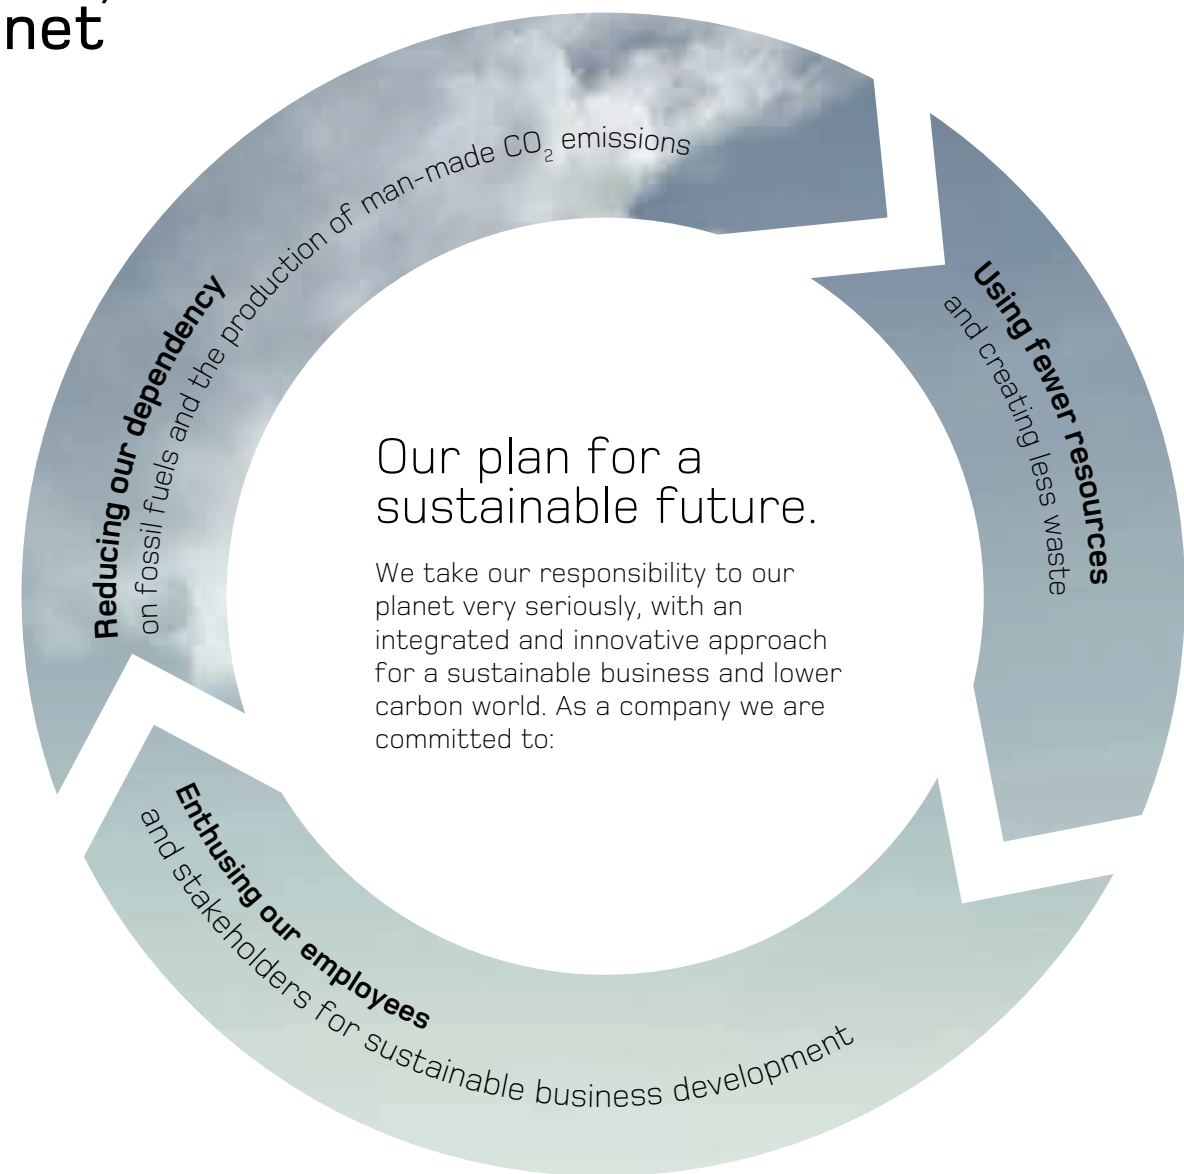 net
Our plan for a
sustainable future.
We take our responsibility to our
planet very seriously, with an
integrated and innovative approach
for a sustainable business and lower
carbon world. As a company we are
committed to:
Reducing our dependency
on fossil fuels and the production of man-made CO₂ emissions
Using fewer resources
and creating less waste
Enthusing our employees
and stakeholders for sustainable business development